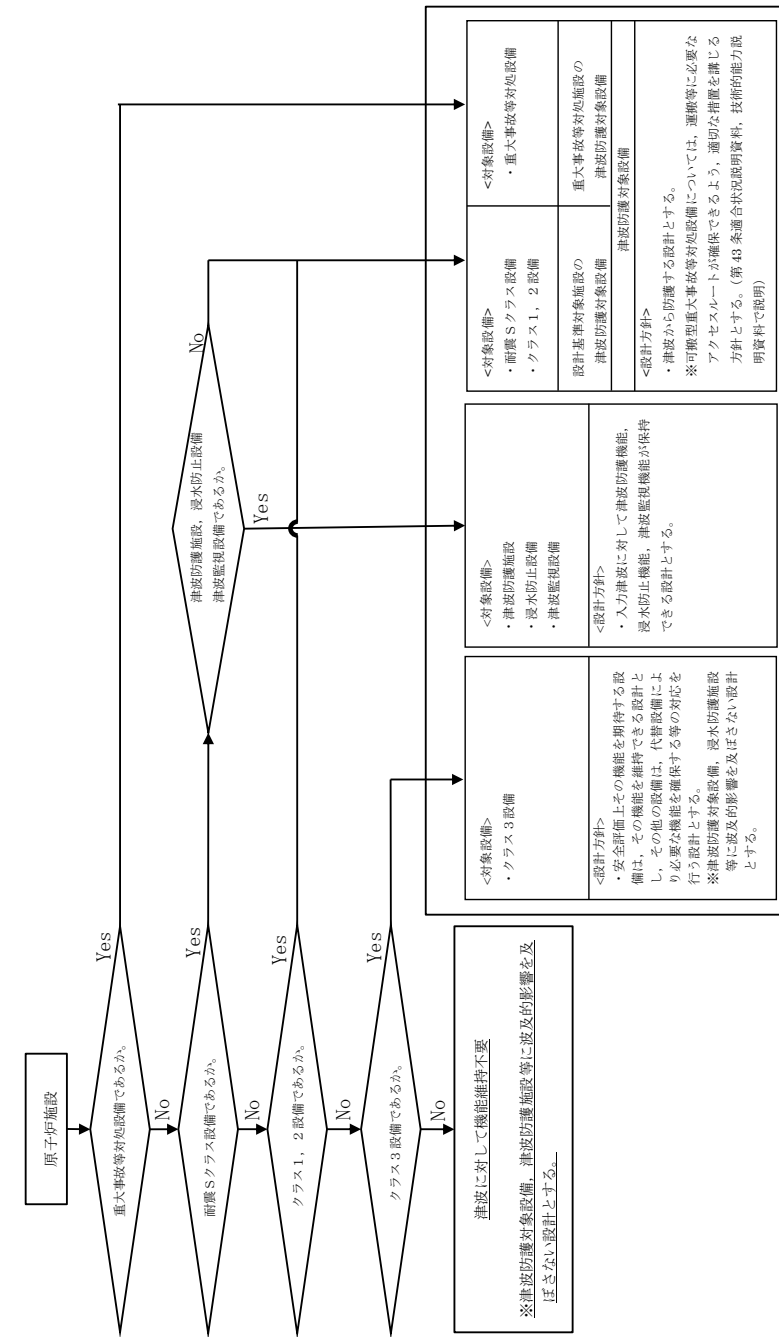 原子炉施設
重大事故等対処設備であるか。
Yes
No
耐震Sクラス設備であるか。
Yes
No
津波防護施設，浸水防止設備
津波監視設備であるか。
No
Yes
クラス1，2設備であるか。
Yes
No
クラス3設備であるか。
Yes
No
津波に対して機能維持不要
※津波防護対象設備，津波防護施設等に波及的影響を及
ぼさない設計とする。
<対象設備>
・クラス3設備
<設計方針>
・安全評価上その機能を期待する設
備は，その機能を維持できる設計と
し，その他の設備は，代替設備によ
り必要な機能を確保する等の対応を
行う設計とする。
※津波防護対象設備，浸水防護施設
等に波及的影響を及ぼさない設計
とする。
<対象設備>
・津波防護施設
・浸水防止設備
・津波監視設備
<設計方針>
・入力津波に対して津波防護機能，
浸水防止機能，津波監視機能が保持
できる設計とする。
<対象設備>
・耐震Sクラス設備
・クラス1，2設備
設計基準対象施設の
津波防護対象設備
<対象設備>
・重大事故等対処設備
重大事故等対処施設の
津波防護対象設備
津波防護対象設備
<設計方針>
・津波から防護する設計とする。
※可搬型重大事故等対処設備については，運搬等に必要な
アクセスルートが確保できるよう，適切な措置を講じる
方針とする。（第43条適合状況説明資料，技術的能力説
明資料で説明）